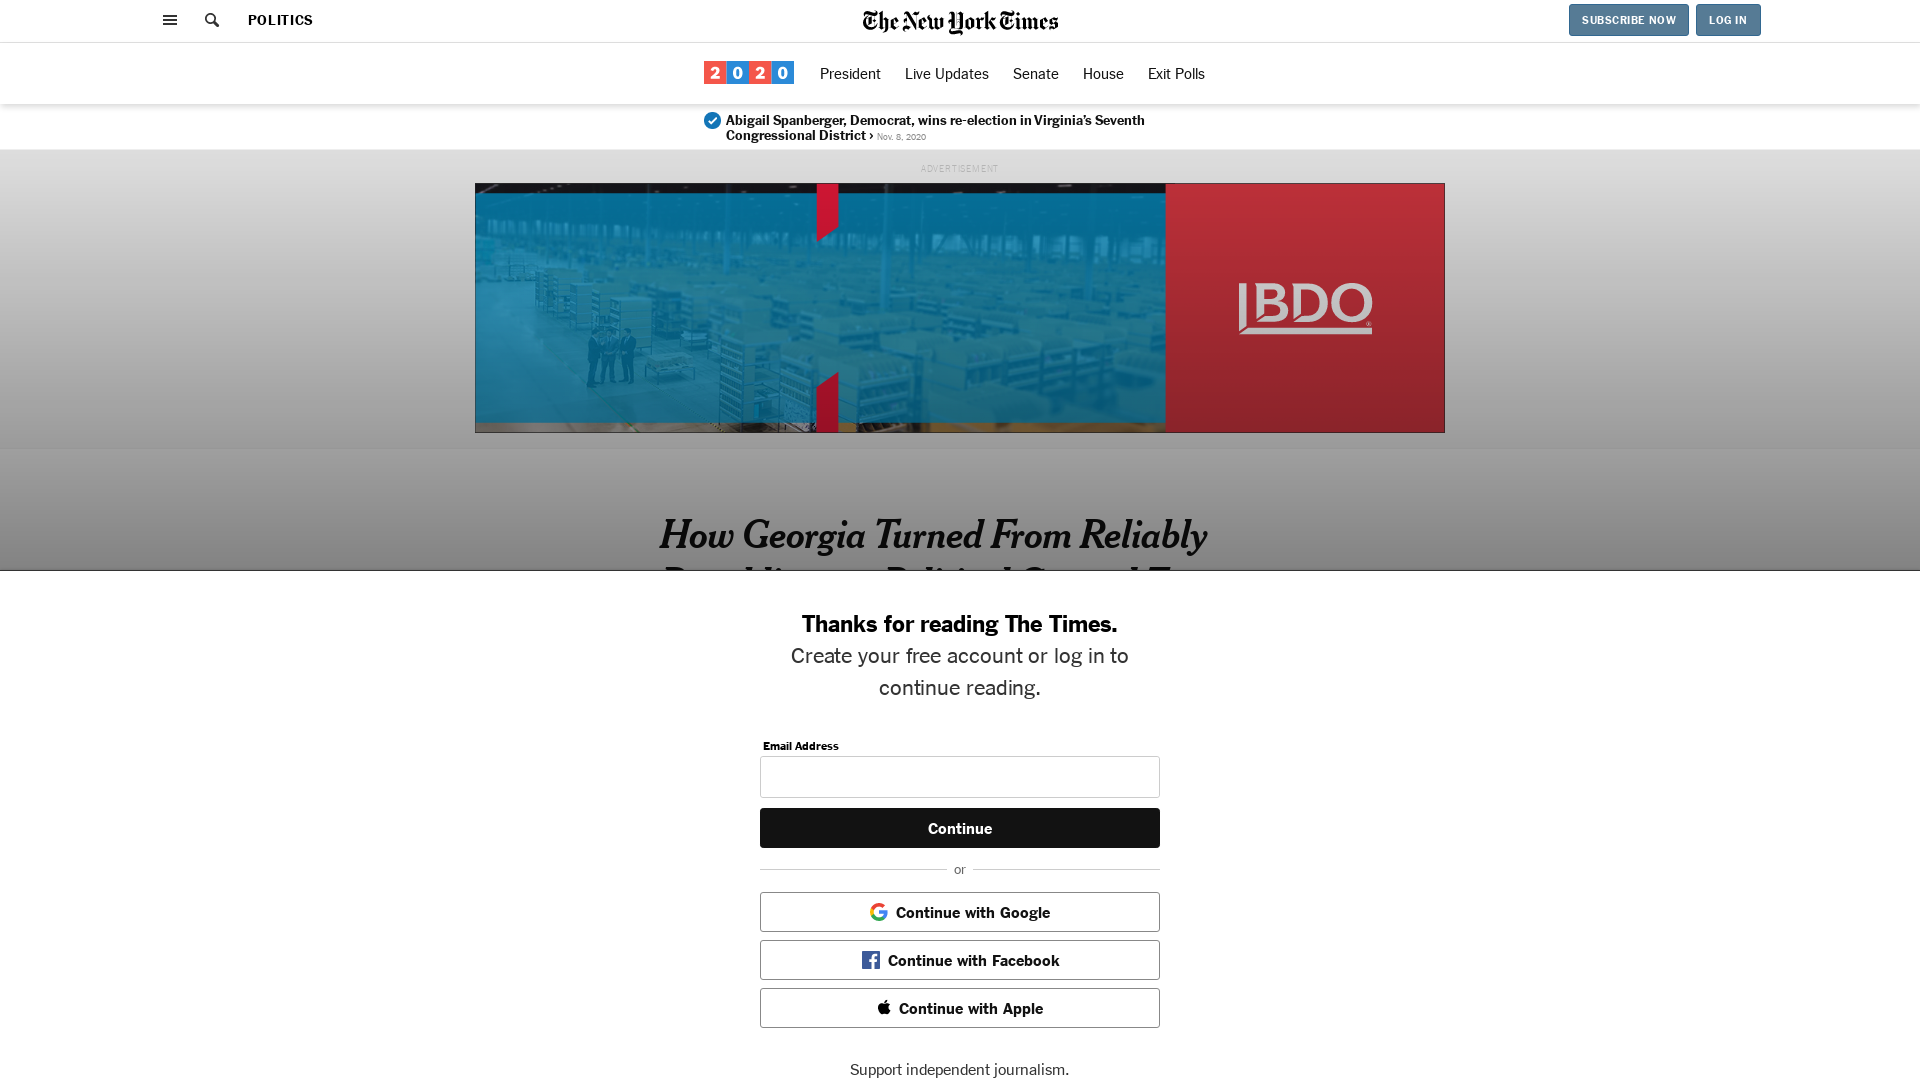 POLITICS
The New York Times
SUBSCRIBE NOW
LOG IN
2020
President
Live Updates
Senate
House
Exit Polls
Abigail Spanberger, Democrat, wins re-election in Virginia's Seventh
Congressional District › Nov. 8, 2020
ADVERTISEMENT
BDO
How Georgia Turned From Reliably
Thanks for reading The Times.
Create your free account or log in to
continue reading.
Email Address
Continue
or
Continue with Google
Continue with Facebook
Continue with Apple
Support independent journalism.